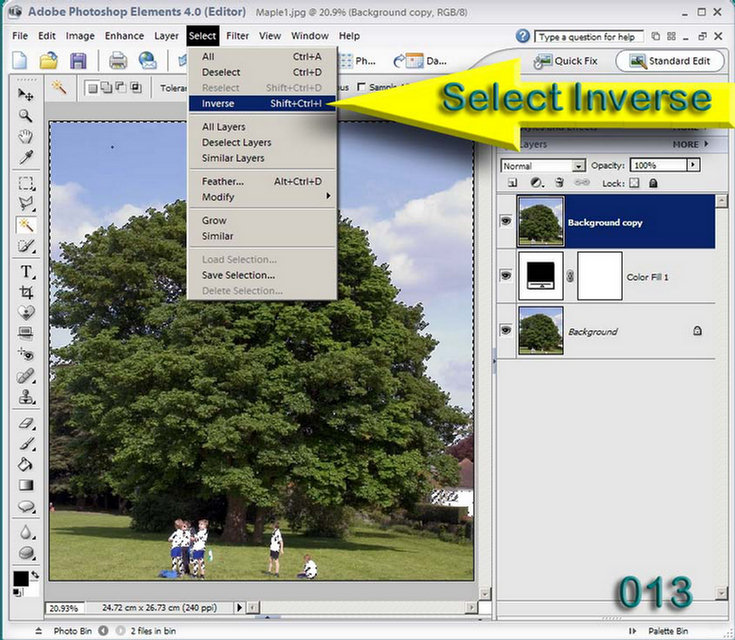 Adobe Photoshop Elements 4.0 (Editor) Maple1.jpg @ 20.9% (Background copy, RGB/8)
File Edit Image Enhance Layer Select Filter View Window Help
Type a question for help
Ph... Da... Quick Fix Standard Edit
Select Inverse
All Ctrl+A
Deselect Ctrl+D
Reselect Shift+Ctrl+D
Inverse Shift+Ctrl+I
All Layers
Deselect Layers
Similar Layers
Feather... Alt+Ctrl+D
Modify
Grow
Similar
Load Selection...
Save Selection...
Delete Selection...
MORE
Layers MORE
Normal Opacity: 100%
Lock:
Background copy
Color Fill 1
Background
013
20.93% 24.72 cm x 26.73 cm (240 ppi)
Photo Bin 2 files in bin Palette Bin